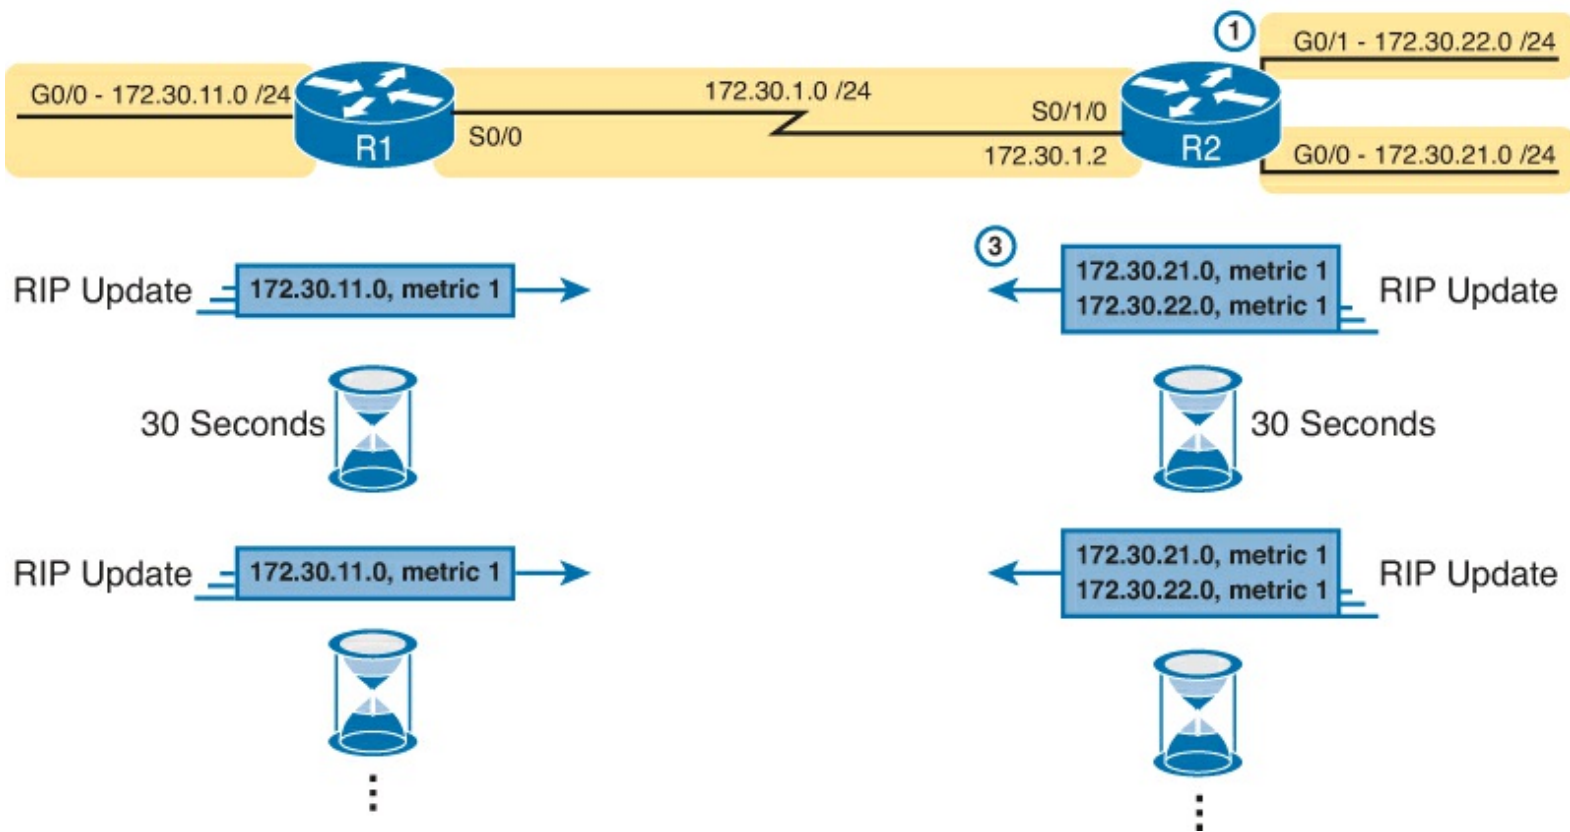 1
G0/1 - 172.30.22.0 /24
G0/0 - 172.30.11.0 /24
172.30.1.0 /24
S0/1/0
R1
S0/0
172.30.1.2
R2
G0/0 - 172.30.21.0 /24
RIP Update
172.30.11.0, metric 1
3
172.30.21.0, metric 1
172.30.22.0, metric 1
RIP Update
30 Seconds
30 Seconds
RIP Update
172.30.11.0, metric 1
172.30.21.0, metric 1
172.30.22.0, metric 1
RIP Update